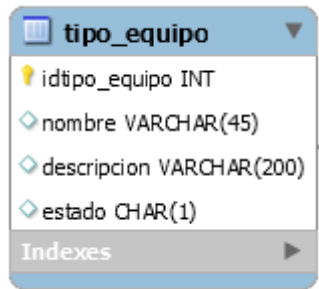 tipo_equipo
idtipo_equipo INT
nombre VARCHAR(45)
descripcion VARCHAR(200)
estado CHAR(1)
Indexes